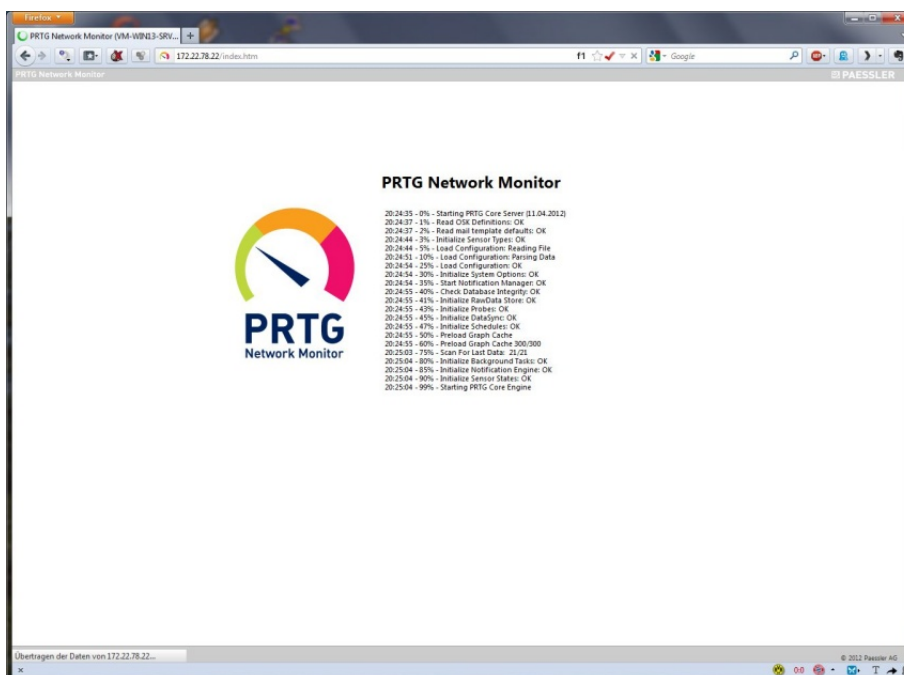 Firefox
PRTG Network Monitor (VM-WIN13-SRV...
172.22.78.22/index.htm
f1
Google
PRTG Network Monitor
PAESSLER
PRTG Network Monitor
20:24:35 - 0% - Starting PRTG Core Server (11.04.2012)
20:24:37 - 1% - Read OSK Definitions: OK
20:24:37 - 2% - Read mail template defaults: OK
20:24:44 - 3% - Initialize Sensor Types: OK
20:24:44 - 5% - Load Configuration: Reading File
20:24:51 - 10% - Load Configuration: Parsing Data
20:24:54 - 25% - Load Configuration: OK
20:24:54 - 30% - Initialize System Options: OK
20:24:54 - 35% - Start Notification Manager: OK
20:24:55 - 40% - Check Database Integrity: OK
20:24:55 - 41% - Initialize RawData Store: OK
20:24:55 - 43% - Initialize Probes: OK
20:24:55 - 45% - Initialize DataSync: OK
20:24:55 - 47% - Initialize Schedules: OK
20:24:55 - 50% - Preload Graph Cache
20:24:55 - 60% - Preload Graph Cache 300/300
20:25:03 - 75% - Scan For Last Data: 21/21
20:25:04 - 80% - Initialize Background Tasks: OK
20:25:04 - 85% - Initialize Notification Engine: OK
20:25:04 - 90% - Initialize Sensor States: OK
20:25:04 - 99% - Starting PRTG Core Engine
PRTG
Network Monitor
Übertragen der Daten von 172.22.78.22...
© 2012 Paessler AG
0:0